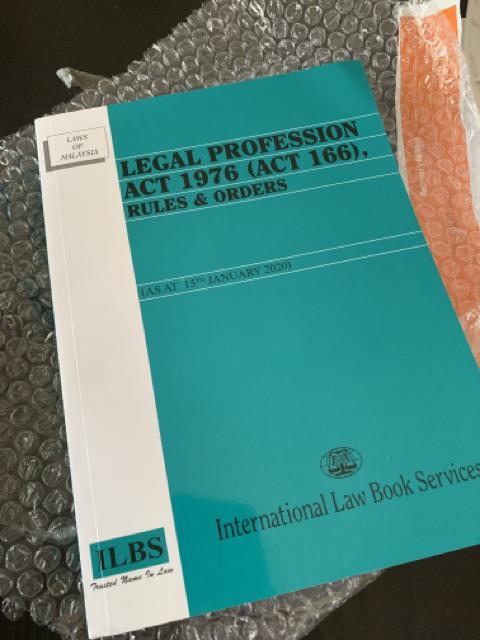 LAWS
OF
MALAYSIA
LEGAL PROFESSION
ACT 1976 (ACT 166),
RULES & ORDERS
(AS AT 15TH JANUARY 2020)
International Law Book Services
ILBS
Trusted Name In Law